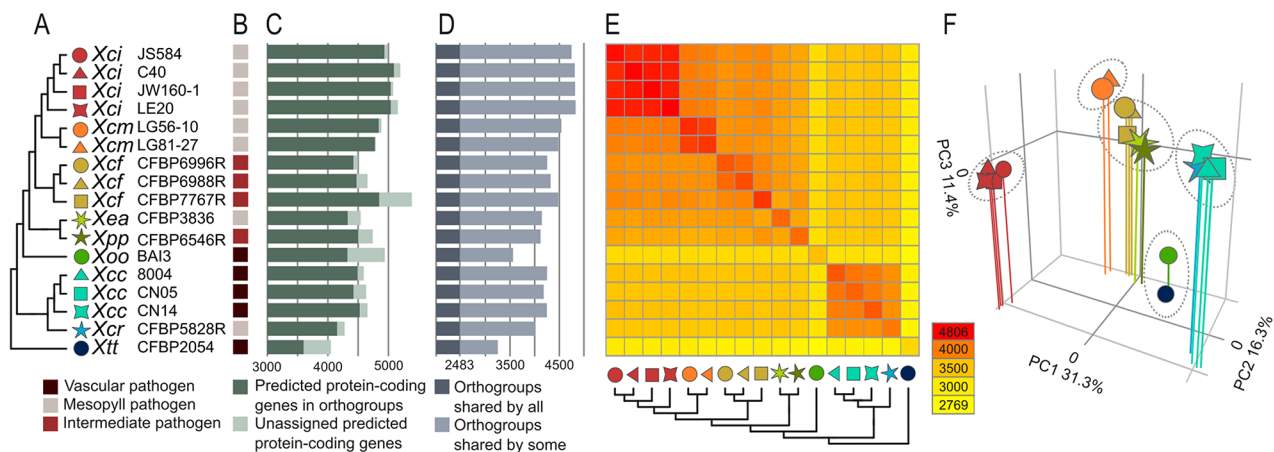 A B C D E F
Xci JS584
Xci C40
Xci JW160-1
Xci LE20
Xcm LG56-10
Xcm LG81-27
Xcf CFBP6996R
Xcf CFBP6988R
Xcf CFBP7767R
Xea CFBP3836
Xpp CFBP6546R
Xoo BAI3
Xcc 8004
Xcc CN05
Xcc CN14
Xcr CFBP5828R
Xtt CFBP2054
3000 4000 5000
2483 3500 4500
Vascular pathogen
Mesopyll pathogen
Intermediate pathogen
Predicted protein-coding
genes in orthogroups
Unassigned predicted
protein-coding genes
Orthogroups
shared by all
Orthogroups
shared by some
4806
4000
3500
3000
2769
PC3 11.4%
0
0
PC1 31.3%
0
PC2 16.3%